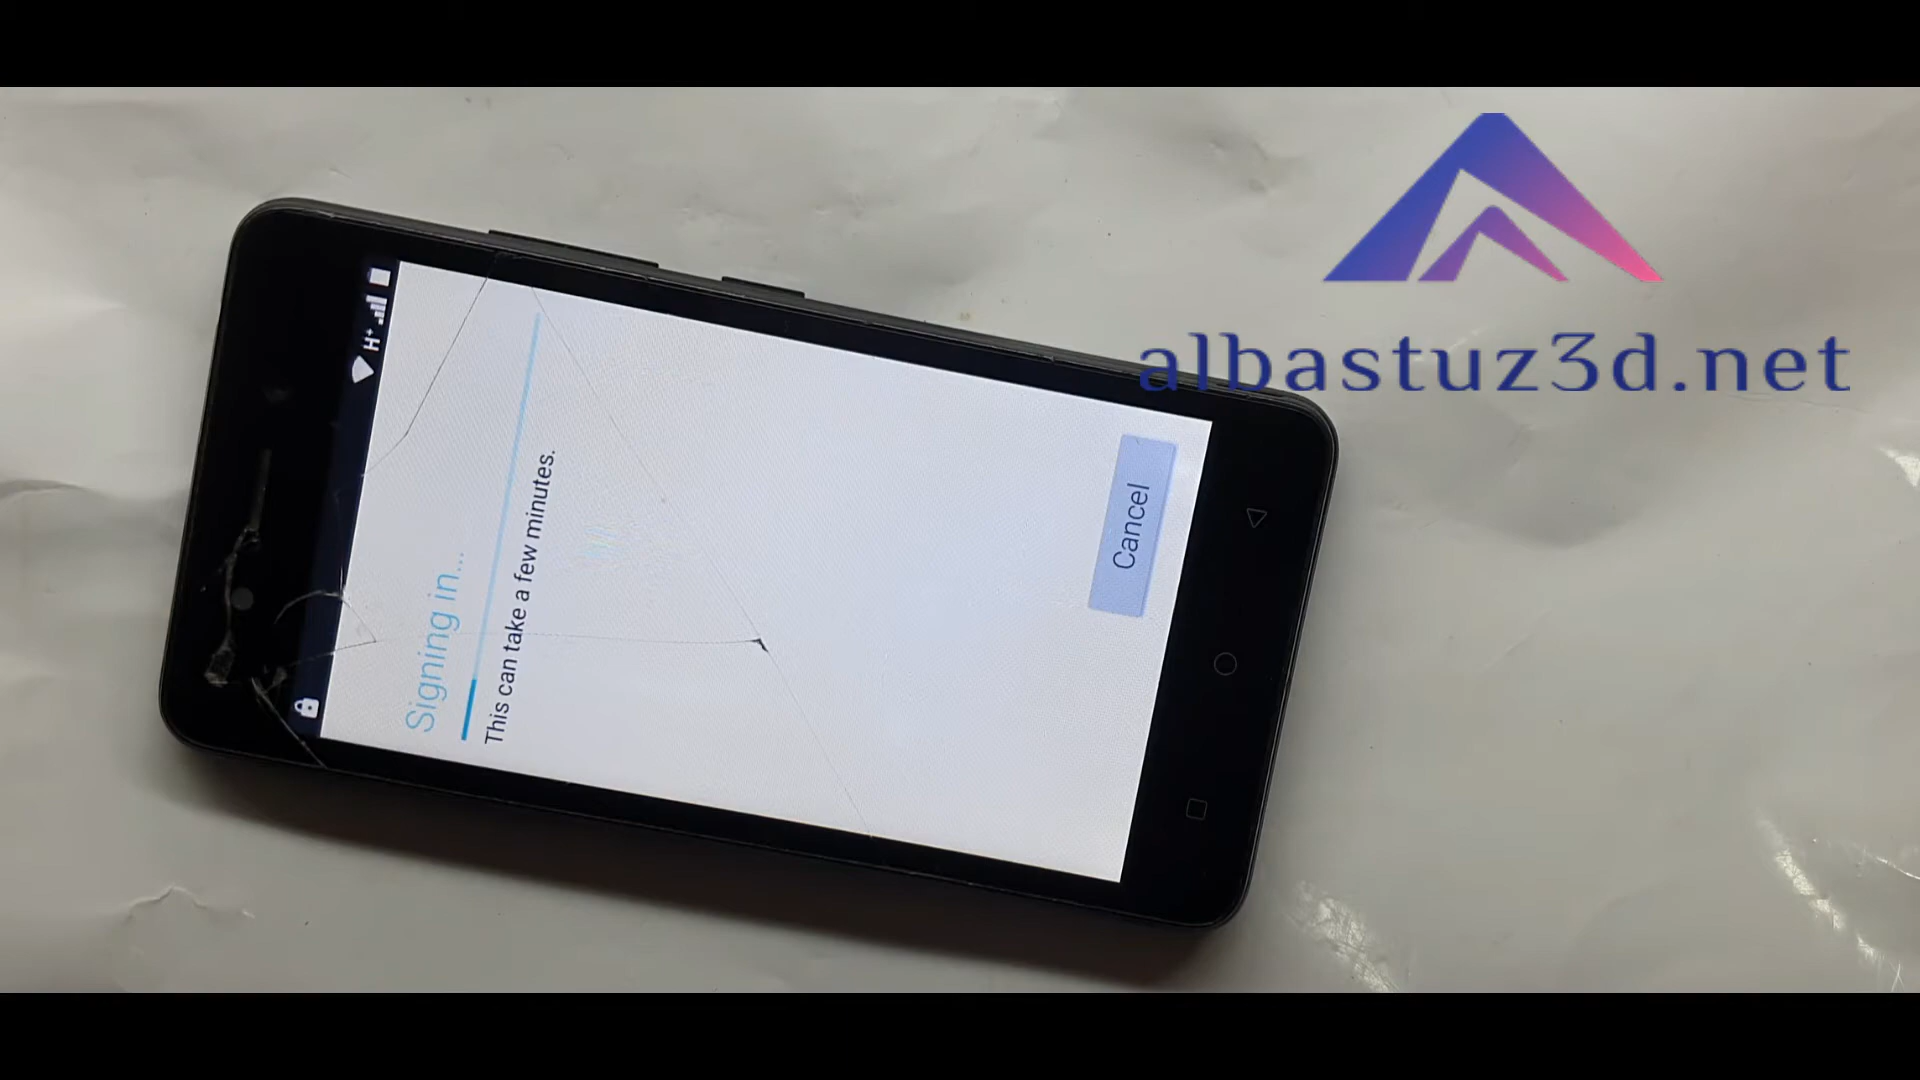 albastuz3d.net
H+
Signing in...
This can take a few minutes.
Cancel